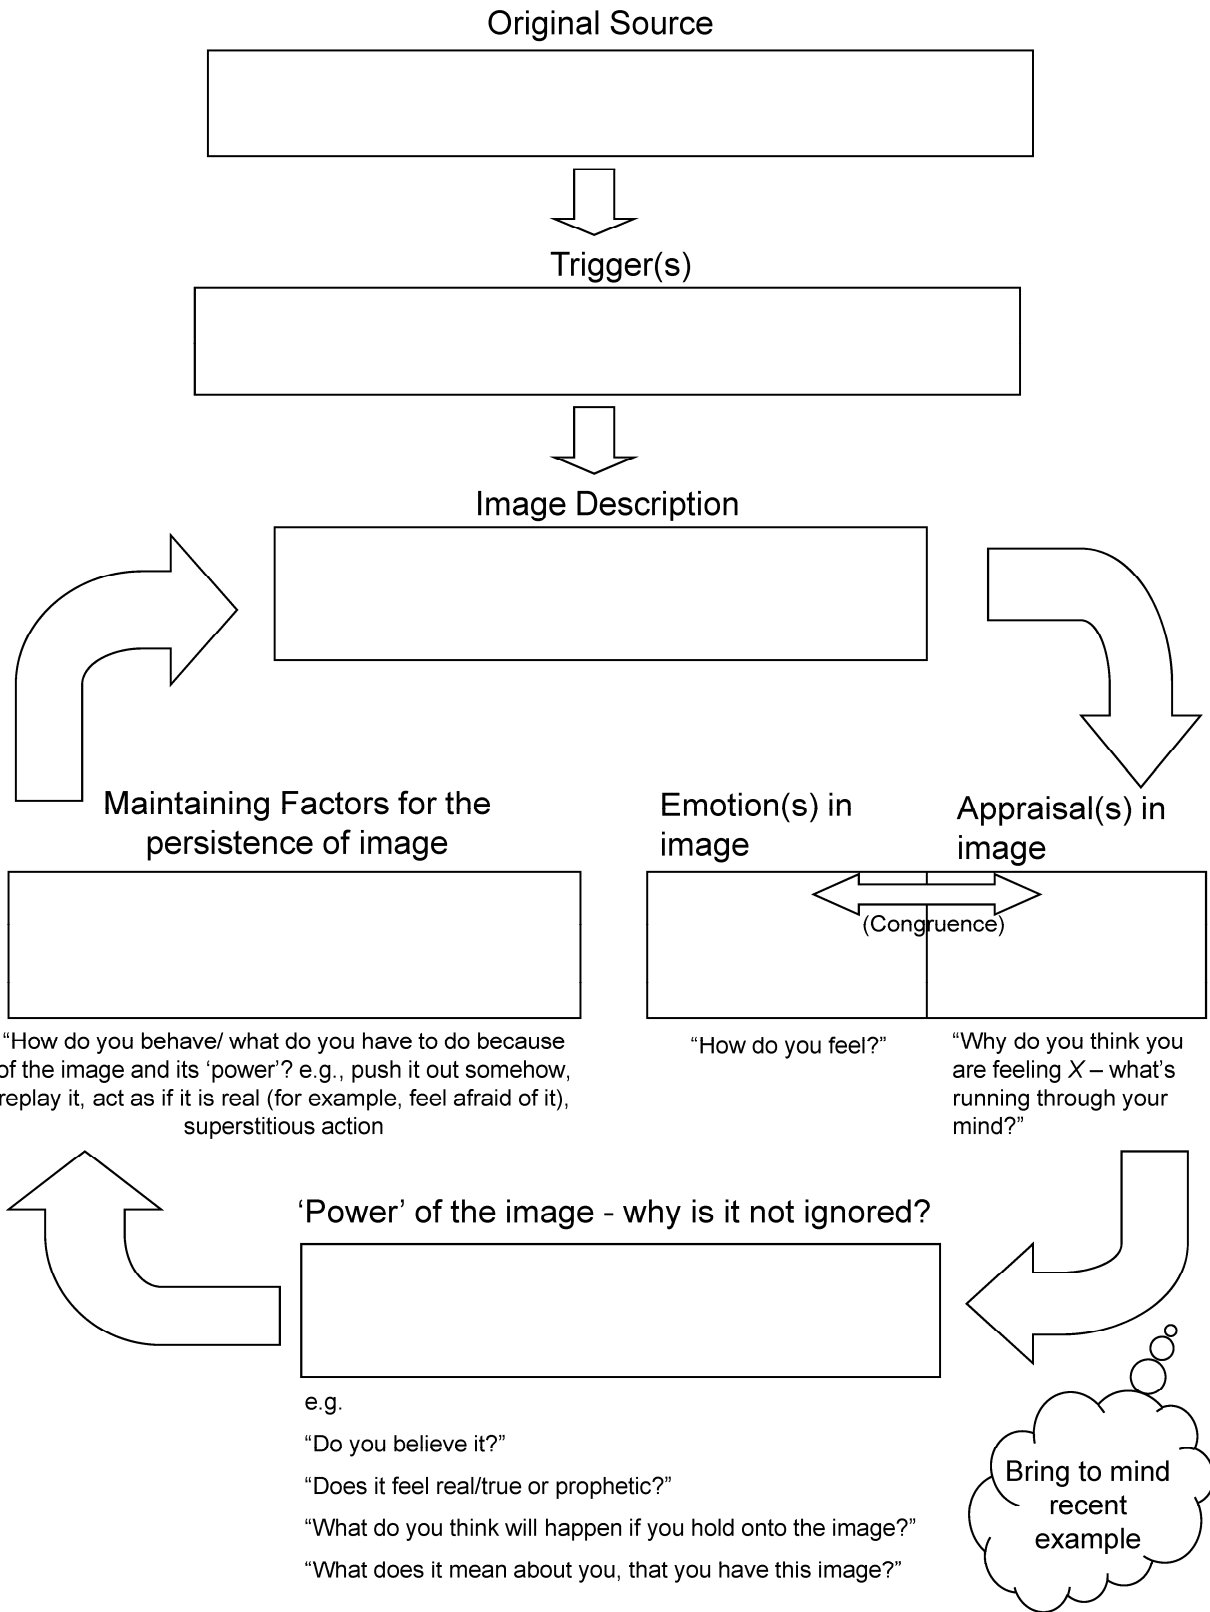 Original Source
Trigger(s)
Image Description
Maintaining Factors for the
persistence of image
Emotion(s) in
image
Appraisal(s) in
image
(Congruence)
“How do you behave/ what do you have to do because
of the image and its ‘power’? e.g., push it out somehow,
replay it, act as if it is real (for example, feel afraid of it),
superstitious action
“How do you feel?”
“Why do you think you
are feeling X – what’s
running through your
mind?”
‘Power’ of the image - why is it not ignored?
e.g.
“Do you believe it?”
“Does it feel real/true or prophetic?”
“What do you think will happen if you hold onto the image?”
“What does it mean about you, that you have this image?”
Bring to mind
recent
example